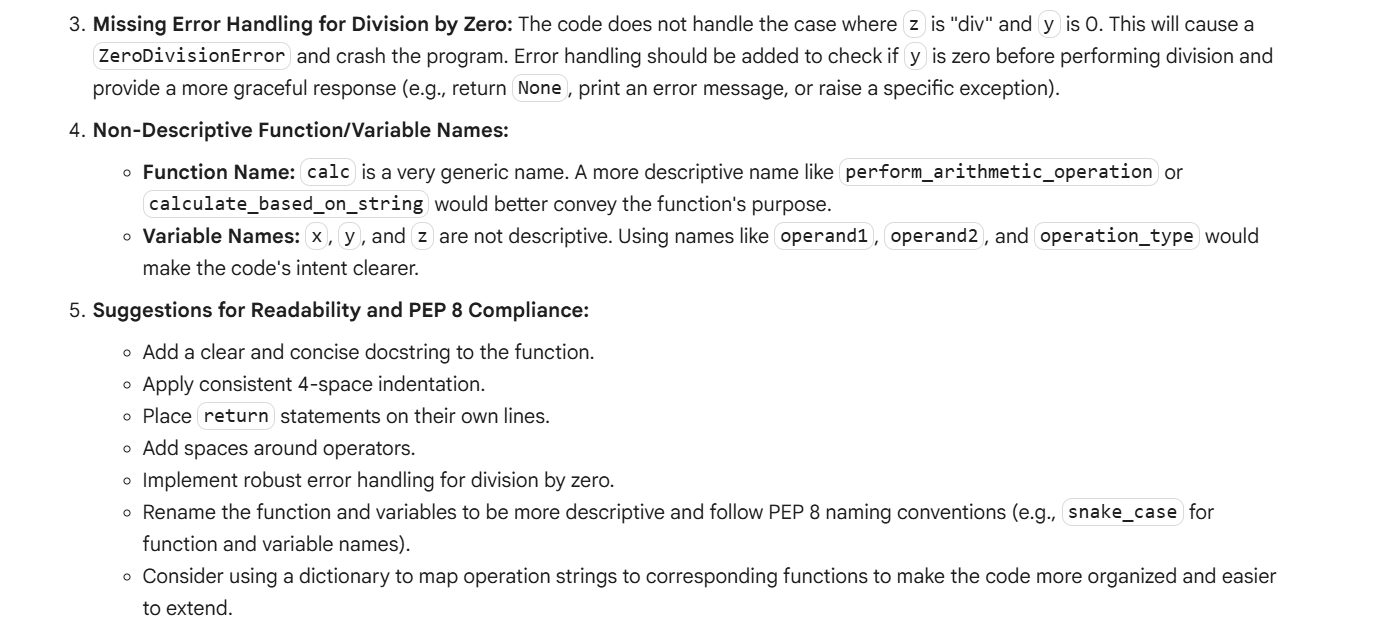 3. Missing Error Handling for Division by Zero: The code does not handle the case where z is "div" and y is 0. This will cause a
ZeroDivisionError and crash the program. Error handling should be added to check if y is zero before performing division and
provide a more graceful response (e.g., return None, print an error message, or raise a specific exception).
4. Non-Descriptive Function/Variable Names:
◦ Function Name: calc is a very generic name. A more descriptive name like perform_arithmetic_operation or
calculate_based_on_string would better convey the function's purpose.
◦ Variable Names: x, y, and z are not descriptive. Using names like operand1, operand2, and operation_type would
make the code's intent clearer.
5. Suggestions for Readability and PEP 8 Compliance:
◦ Add a clear and concise docstring to the function.
◦ Apply consistent 4-space indentation.
◦ Place return statements on their own lines.
◦ Add spaces around operators.
◦ Implement robust error handling for division by zero.
◦ Rename the function and variables to be more descriptive and follow PEP 8 naming conventions (e.g., snake_case for
function and variable names).
◦ Consider using a dictionary to map operation strings to corresponding functions to make the code more organized and easier
to extend.